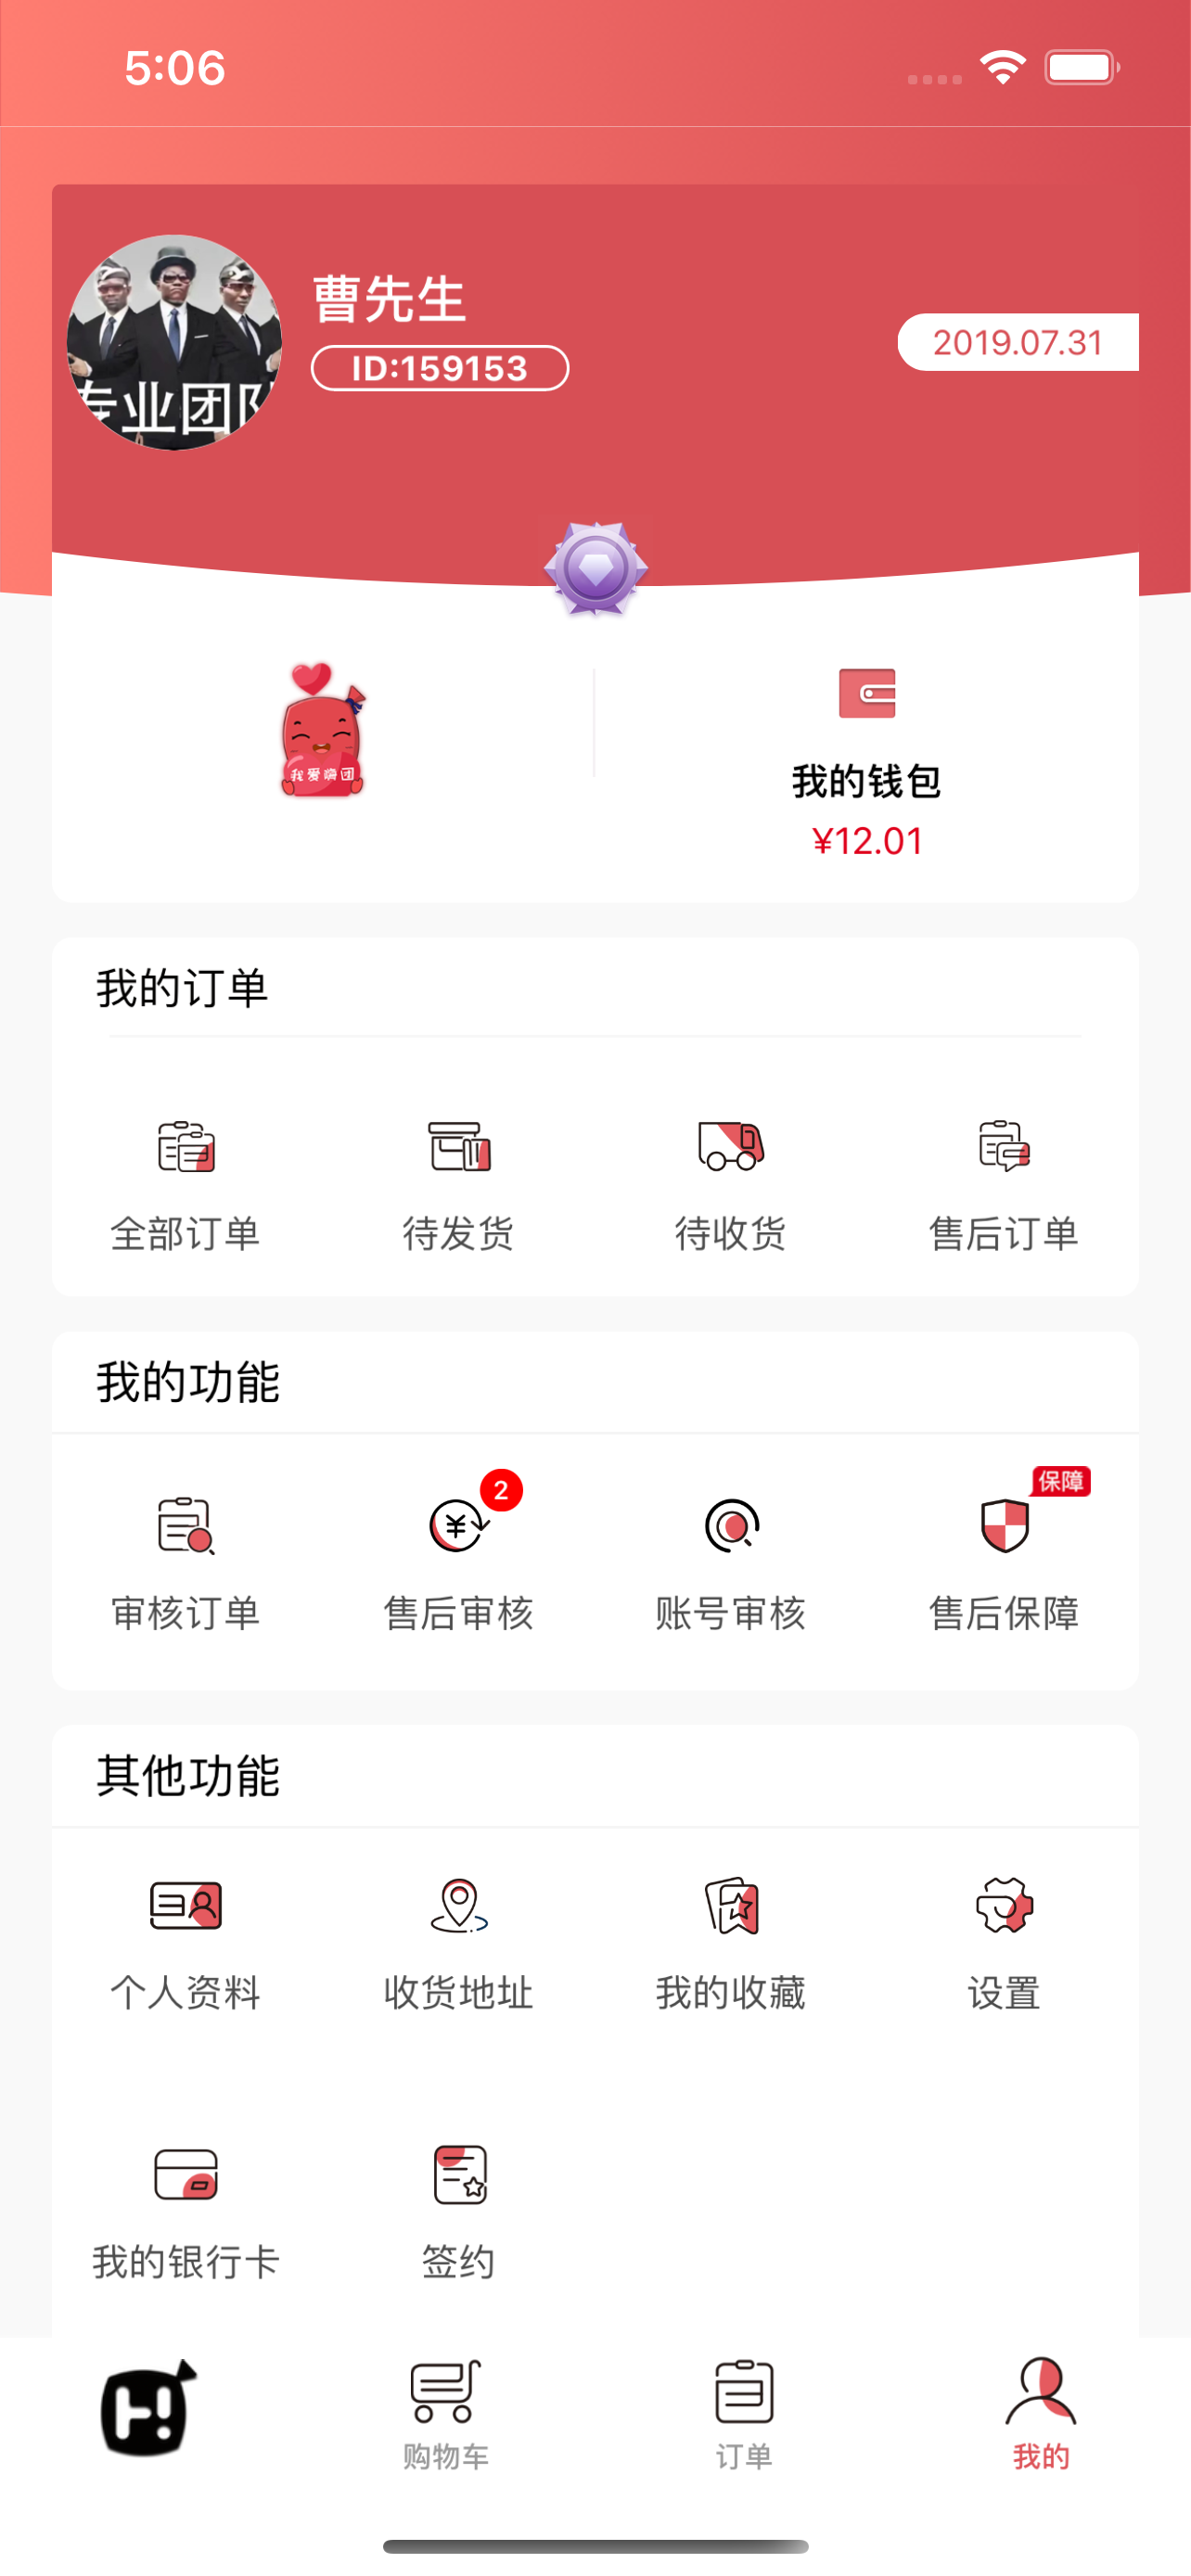 5:06
曹先生
ID:159153
2019.07.31
专业团队
我爱嗨团
我的钱包
¥12.01
我的订单
全部订单
待发货
待收货
售后订单
我的功能
2
保障
审核订单
售后审核
账号审核
售后保障
其他功能
个人资料
收货地址
我的收藏
设置
我的银行卡
签约
H!
购物车
订单
我的